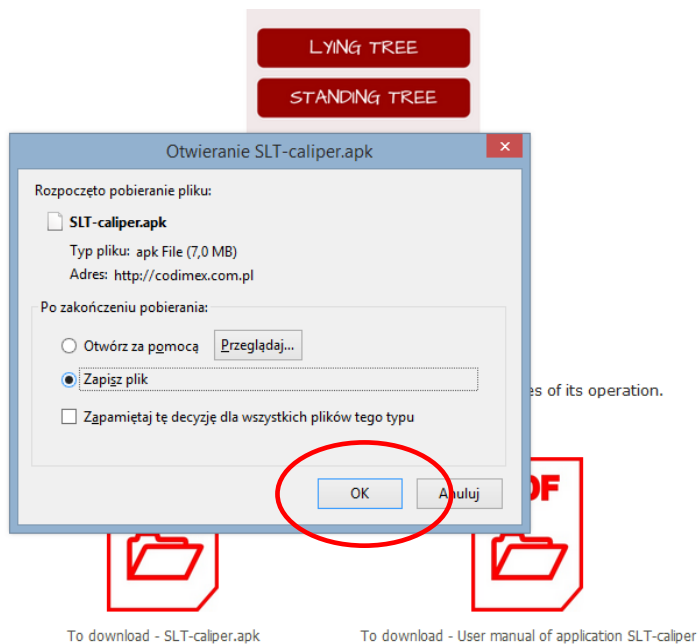 LYING TREE
STANDING TREE
Otwieranie SLT-caliper.apk
Rozpoczęto pobieranie pliku:
SLT-caliper.apk
Typ pliku: apk File (7,0 MB)
Adres: http://codimex.com.pl
Po zakończeniu pobierania:
Otwórz za pomocą Przeglądaj...
Zapisz plik
of its operation.
Zapamiętaj tę decyzję dla wszystkich plików tego typu
OK Anuluj
To download - SLT-caliper.apk To download - User manual of application SLT-caliper